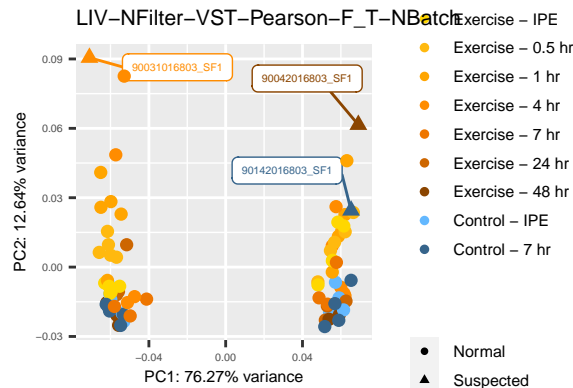 LIV−NFilter−VST−Pearson−F_T−NBatch
Exercise − IPE
Exercise − 0.5 hr
Exercise − 1 hr
Exercise − 4 hr
Exercise − 7 hr
Exercise − 24 hr
Exercise − 48 hr
Control − IPE
Control − 7 hr
Normal
Suspected
90031016803_SF1
90042016803_SF1
90142016803_SF1
PC2: 12.64% variance
0.09
0.06
0.03
0.00
−0.03
−0.04
0.00
0.04
PC1: 76.27% variance